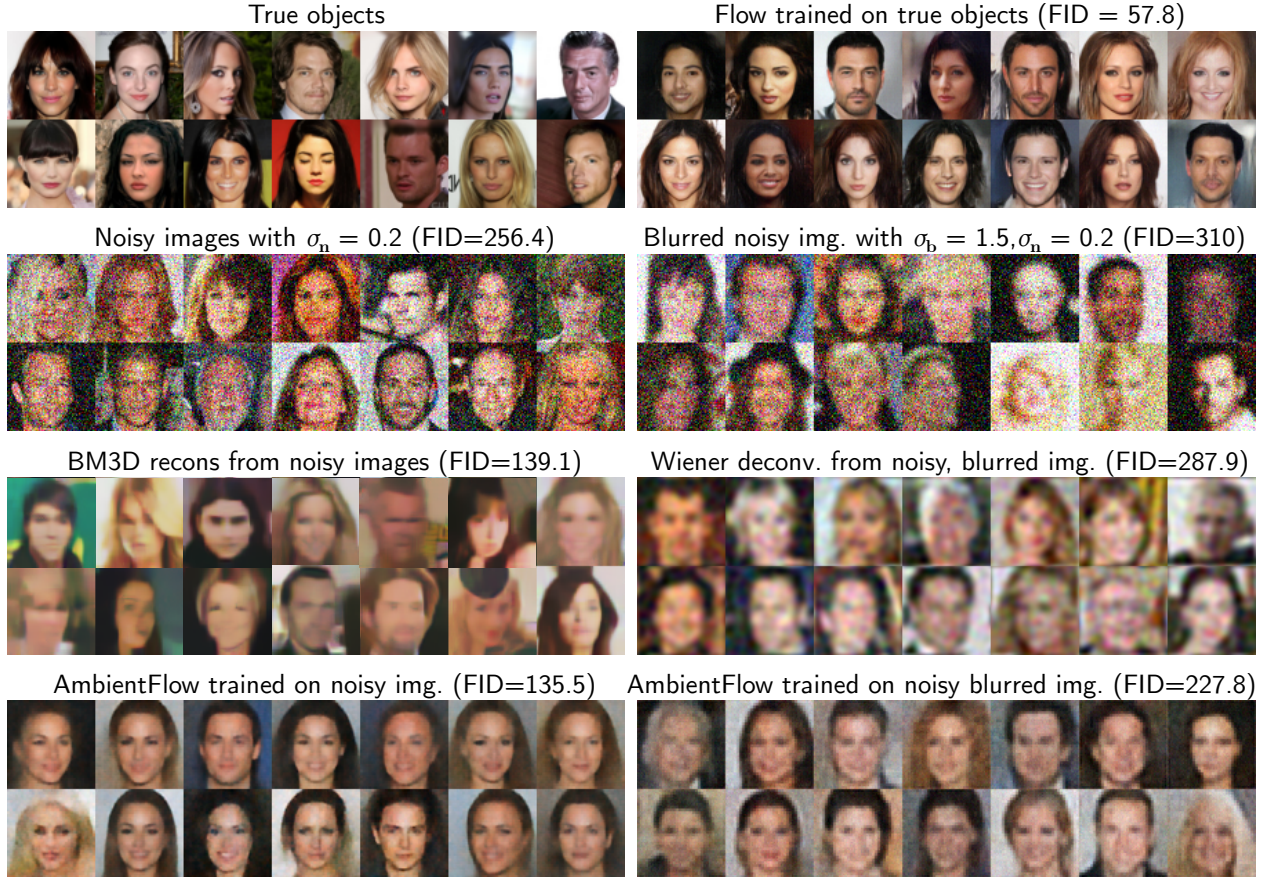 True objects
Flow trained on true objects (FID = 57.8)
Noisy images with σₙ = 0.2 (FID=256.4)
Blurred noisy img. with σ_b = 1.5,σₙ = 0.2 (FID=310)
BM3D recons from noisy images (FID=139.1)
Wiener deconv. from noisy, blurred img. (FID=287.9)
AmbientFlow trained on noisy img. (FID=135.5)
AmbientFlow trained on noisy blurred img. (FID=227.8)